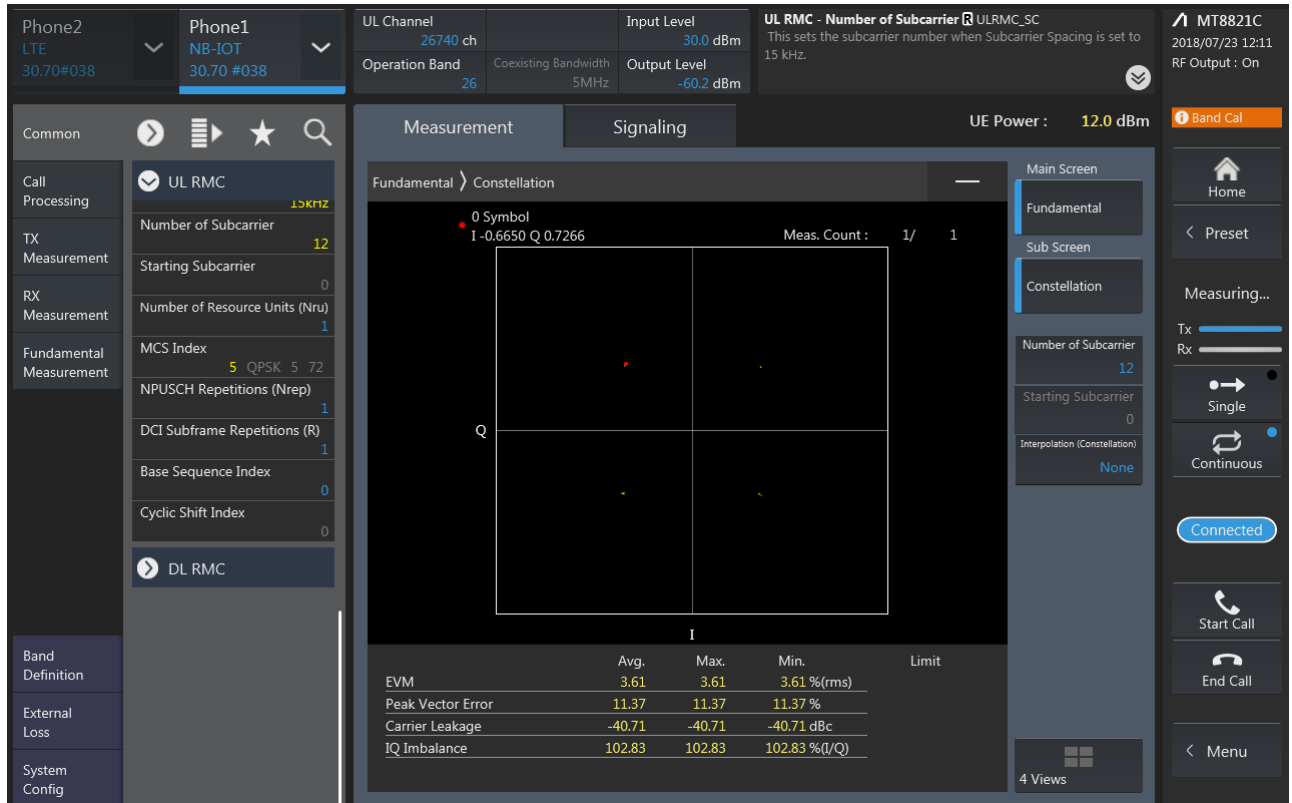 Phone2
LTE
30.70#038
Phone1
NB-IOT
30.70 #038
UL Channel
26740 ch
Operation Band
26
Coexisting Bandwidth
5MHz
Input Level
30.0 dBm
Output Level
-60.2 dBm
UL RMC - Number of Subcarrier R ULRMC_SC
This sets the subcarrier number when Subcarrier Spacing is set to
15 kHz.
MT8821C
2018/07/23 12:11
RF Output : On
Common
Call
Processing
TX
Measurement
RX
Measurement
Fundamental
Measurement
Band
Definition
External
Loss
System
Config
UL RMC
15kHz
Number of Subcarrier
12
Starting Subcarrier
0
Number of Resource Units (Nru)
1
MCS Index
5 QPSK 5 72
NPUSCH Repetitions (Nrep)
1
DCI Subframe Repetitions (R)
1
Base Sequence Index
0
Cyclic Shift Index
0
DL RMC
Measurement
Signaling
UE Power : 12.0 dBm
Fundamental 〉 Constellation
0 Symbol
I -0.6650 Q 0.7266
Meas. Count : 1/ 1
Q
I
Avg. Max. Min. Limit
EVM 3.61 3.61 3.61 %(rms)
Peak Vector Error 11.37 11.37 11.37 %
Carrier Leakage -40.71 -40.71 -40.71 dBc
IQ Imbalance 102.83 102.83 102.83 %(I/Q)
Main Screen
Fundamental
Sub Screen
Constellation
Number of Subcarrier
12
Starting Subcarrier
0
Interpolation (Constellation)
None
4 Views
Band Cal
Home
Preset
Measuring...
Tx
Rx
Single
Continuous
Connected
Start Call
End Call
Menu